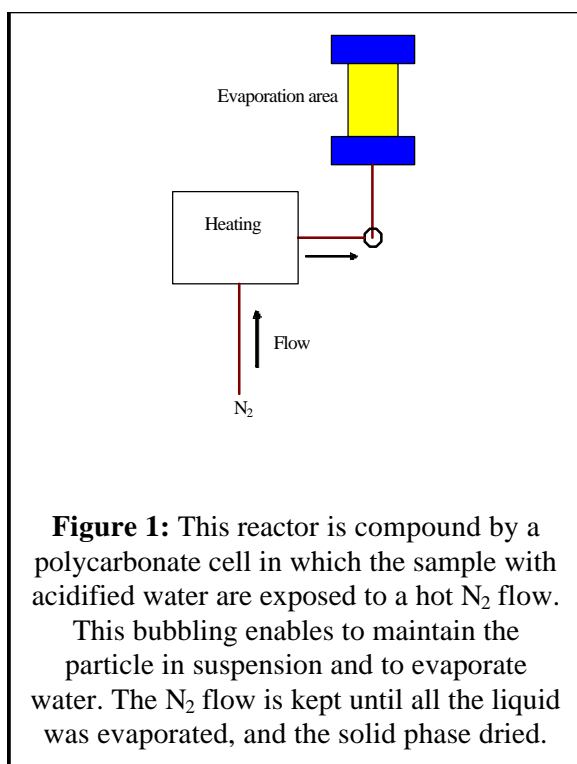 Evaporation area
Heating
Flow
N₂
Figure 1: This reactor is compound by a
polycarbonate cell in which the sample with
acidified water are exposed to a hot N₂ flow.
This bubbling enables to maintain the
particle in suspension and to evaporate
water. The N₂ flow is kept until all the liquid
was evaporated, and the solid phase dried.